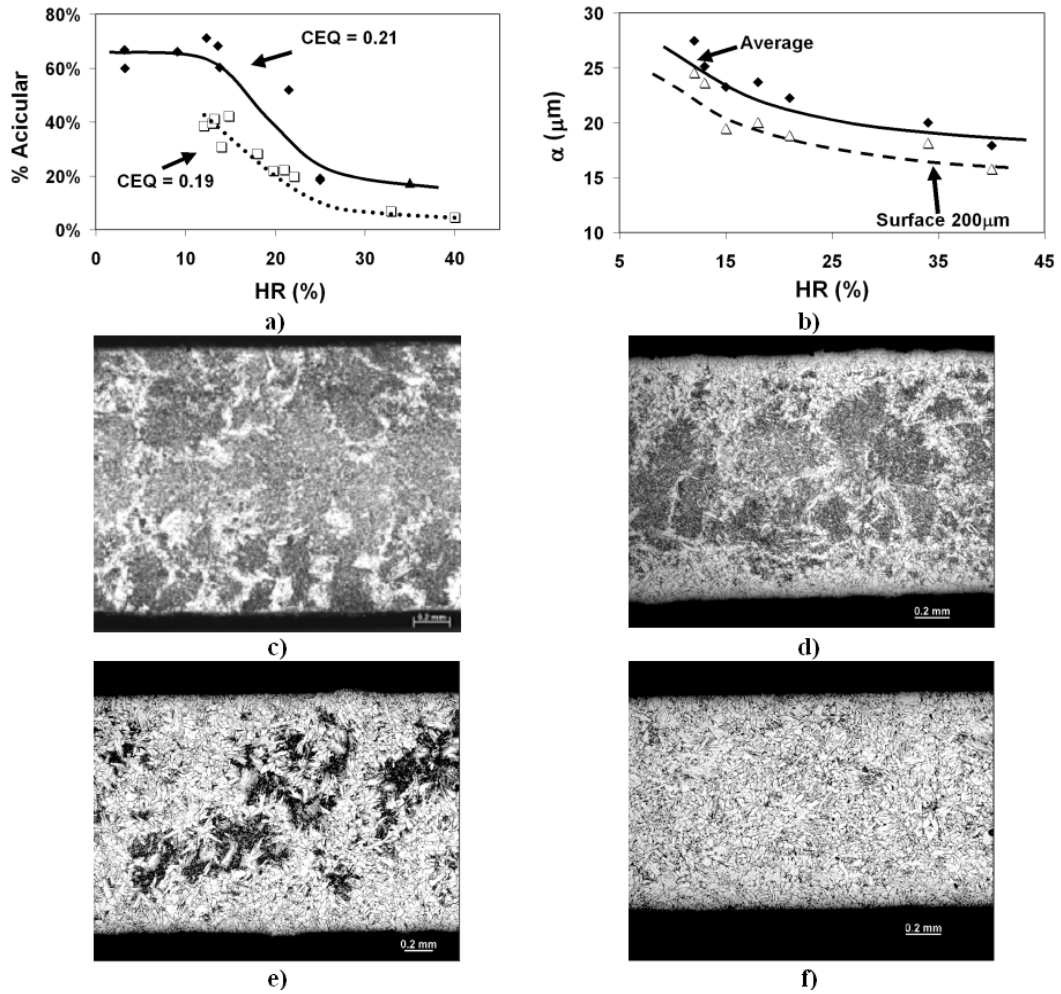 80%
60%
40%
20%
0%
% Acicular
CEQ = 0.21
CEQ = 0.19
0 10 20 30 40
HR (%)
a)
30
25
20
15
10
α (µm)
Average
Surface 200µm
5 15 25 35 45
HR (%)
b)
0.2 mm
c)
0.2 mm
d)
0.2 mm
e)
0.2 mm
f)